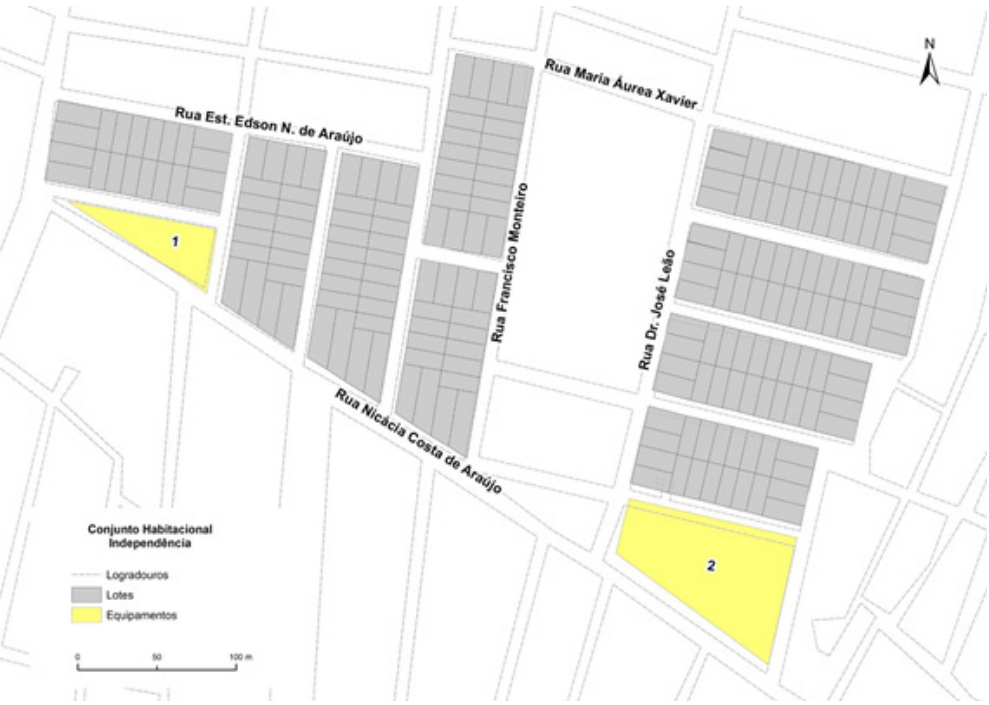 N
Rua Maria Áurea Xavier
Rua Est. Edson N. de Araújo
1
Rua Francisco Monteiro
Rua Dr. José Leão
Rua Nicácia Costa de Araújo
2
Conjunto Habitacional
Independência
Logradouros
Lotes
Equipamentos
0 50 100 m